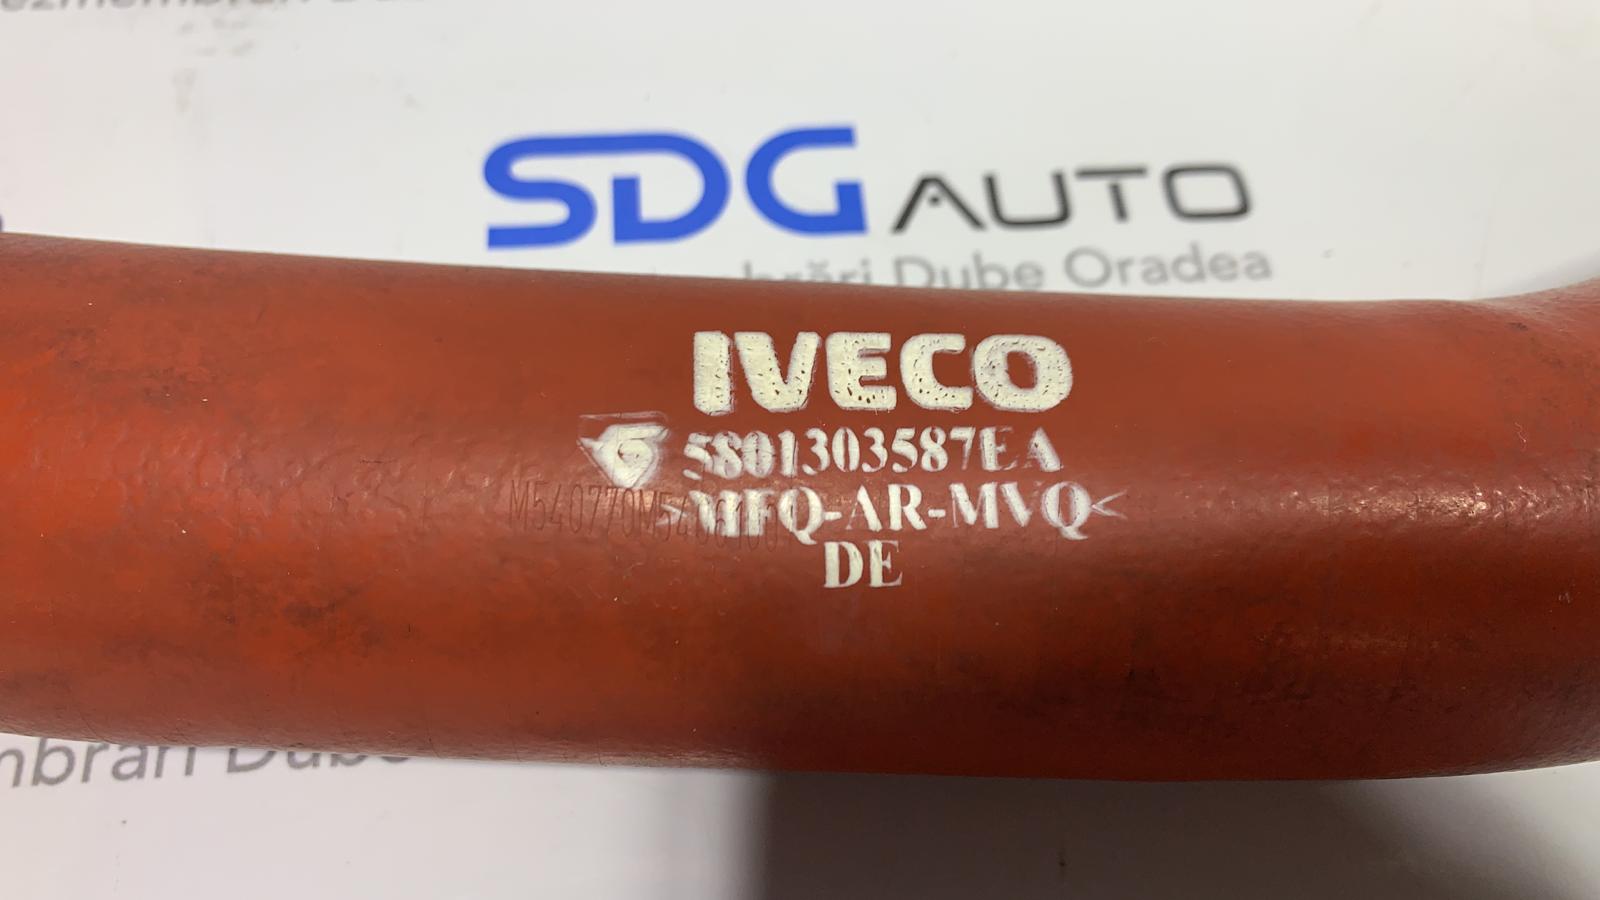 SDG AUTO
Dube Oradea
IVECO
5801303587EA
>MFQ-AR-MVQ<
DE